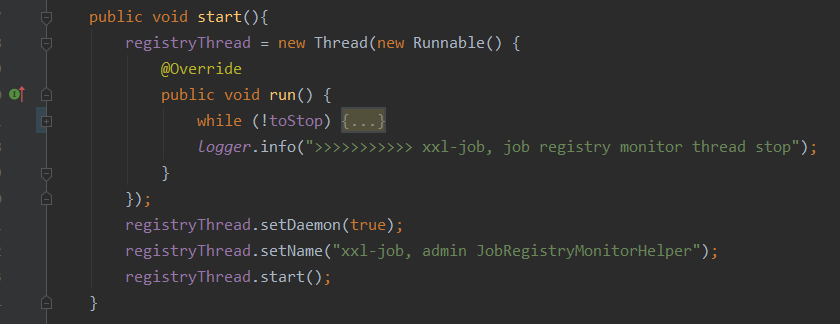 public void start(){
registryThread = new Thread(new Runnable() {
@Override
public void run() {
while (!toStop) {...}
logger.info(">>>>>>>>>>> xxl-job, job registry monitor thread stop");
}
});
registryThread.setDaemon(true);
registryThread.setName("xxl-job, admin JobRegistryMonitorHelper");
registryThread.start();
}